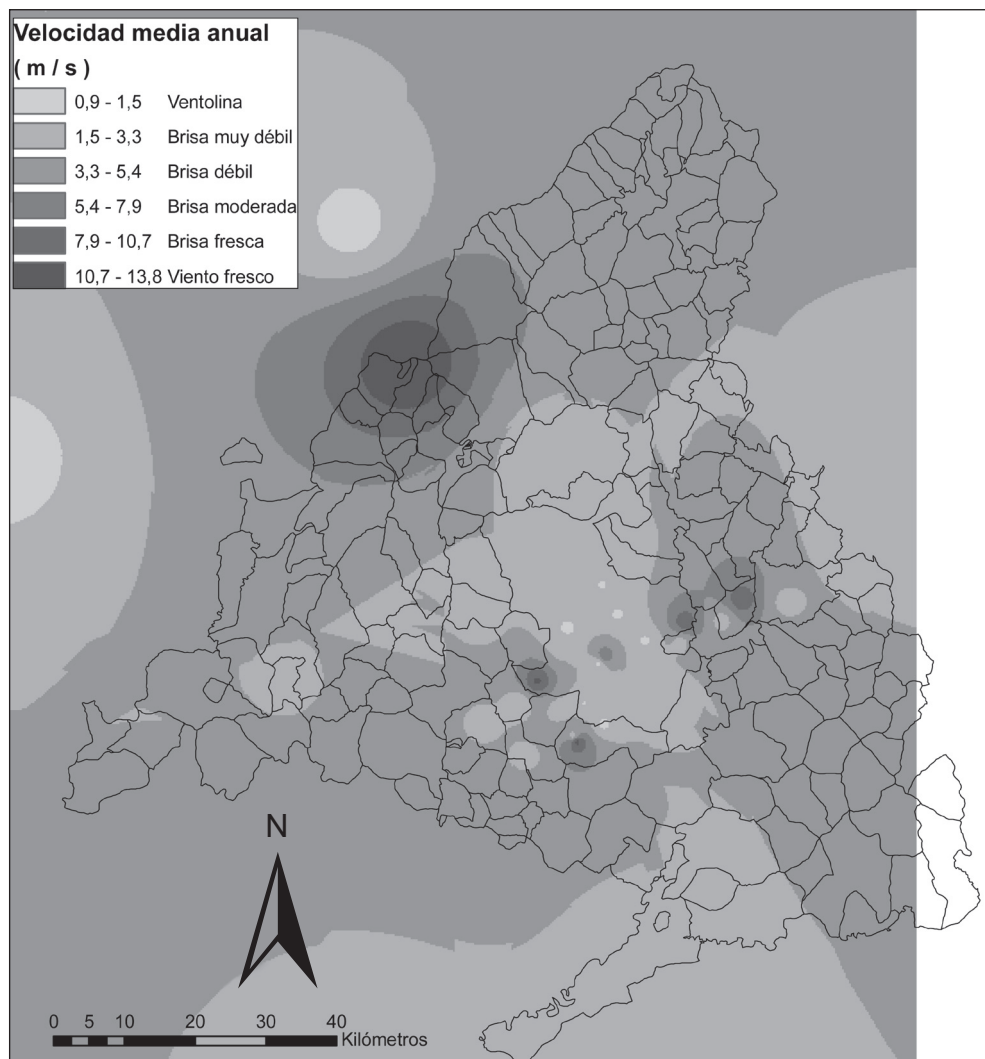 Velocidad media anual
( m / s )
0,9 - 1,5 Ventolina
1,5 - 3,3 Brisa muy débil
3,3 - 5,4 Brisa débil
5,4 - 7,9 Brisa moderada
7,9 - 10,7 Brisa fresca
10,7 - 13,8 Viento fresco
N
0 5 10 20 30 40
Kilómetros